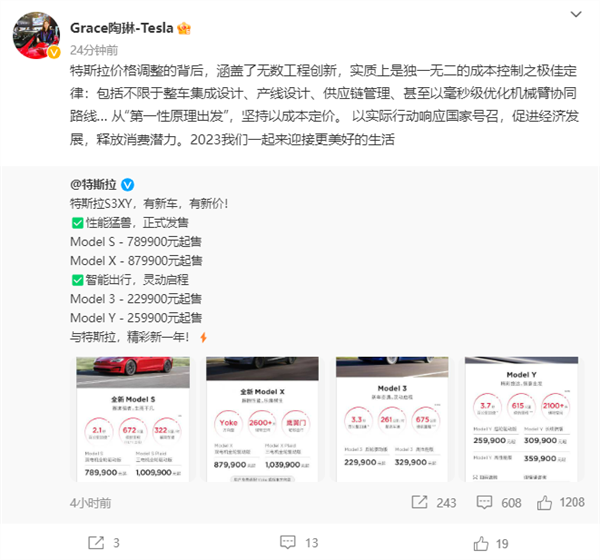 Grace陶琳-Tesla
24分钟前
特斯拉价格调整的背后，涵盖了无数工程创新，实质上是独一无二的成本控制之极佳定
律：包括不限于整车集成设计、产线设计、供应链管理、甚至以毫秒级优化机械臂协同
路线... 从“第一性原理出发”，坚持以成本定价。 以实际行动响应国家号召，促进经济发
展，释放消费潜力。2023我们一起来迎接更美好的生活
@特斯拉
特斯拉S3XY，有新车，有新价！
✅性能猛兽，正式发售
Model S - 789900元起售
Model X - 879900元起售
✅智能出行，灵动启程
Model 3 - 229900元起售
Model Y - 259900元起售
与特斯拉，精彩新一年！⚡
全新 Model S
2.1
672
322
Model S
Model S Plaid
789,900
1,009,900
全新 Model X
Yoke
2600+
鹰翼门
Model X
Model X Plaid
879,900
1,039,900
Model 3
3.3
261
675
229,900
329,900
Model Y
3.7
615
2100+
259,900
309,900
359,900
4小时前
243
608
1208
3
13
19